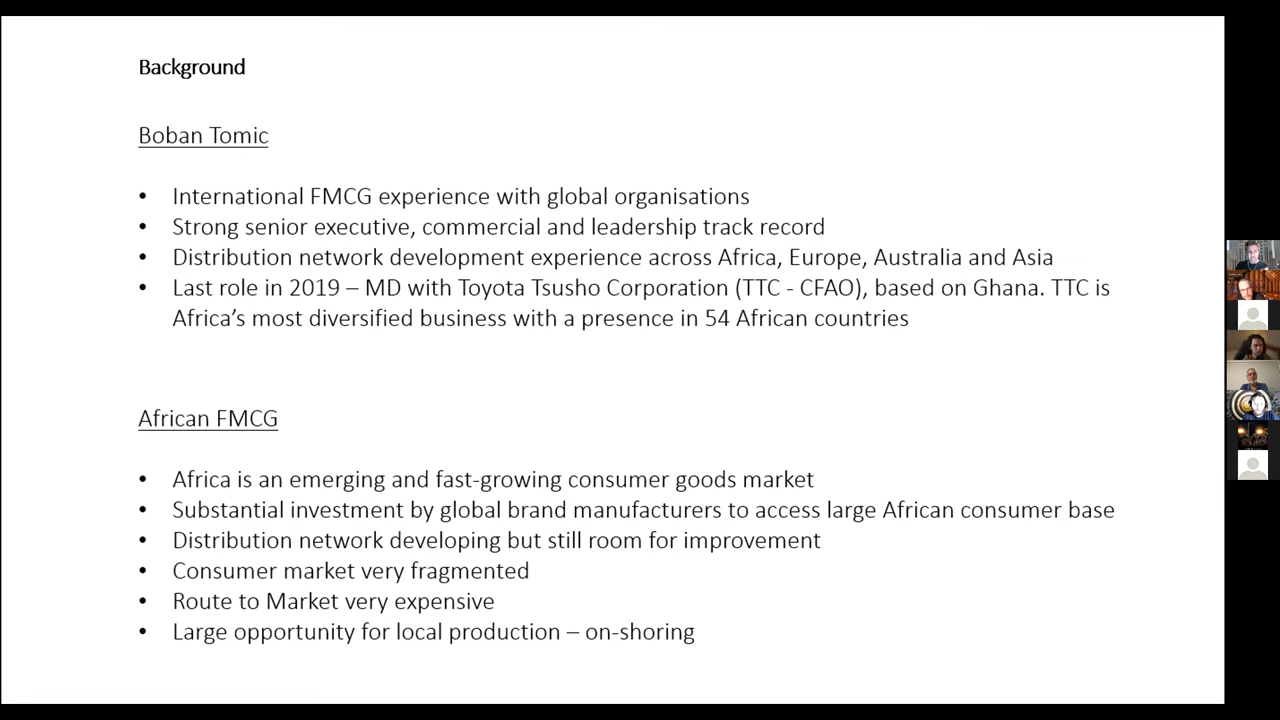 Background
Boban Tomic
• International FMCG experience with global organisations
• Strong senior executive, commercial and leadership track record
• Distribution network development experience across Africa, Europe, Australia and Asia
• Last role in 2019 – MD with Toyota Tsusho Corporation (TTC - CFAO), based on Ghana. TTC is
Africa’s most diversified business with a presence in 54 African countries
African FMCG
• Africa is an emerging and fast-growing consumer goods market
• Substantial investment by global brand manufacturers to access large African consumer base
• Distribution network developing but still room for improvement
• Consumer market very fragmented
• Route to Market very expensive
• Large opportunity for local production – on-shoring